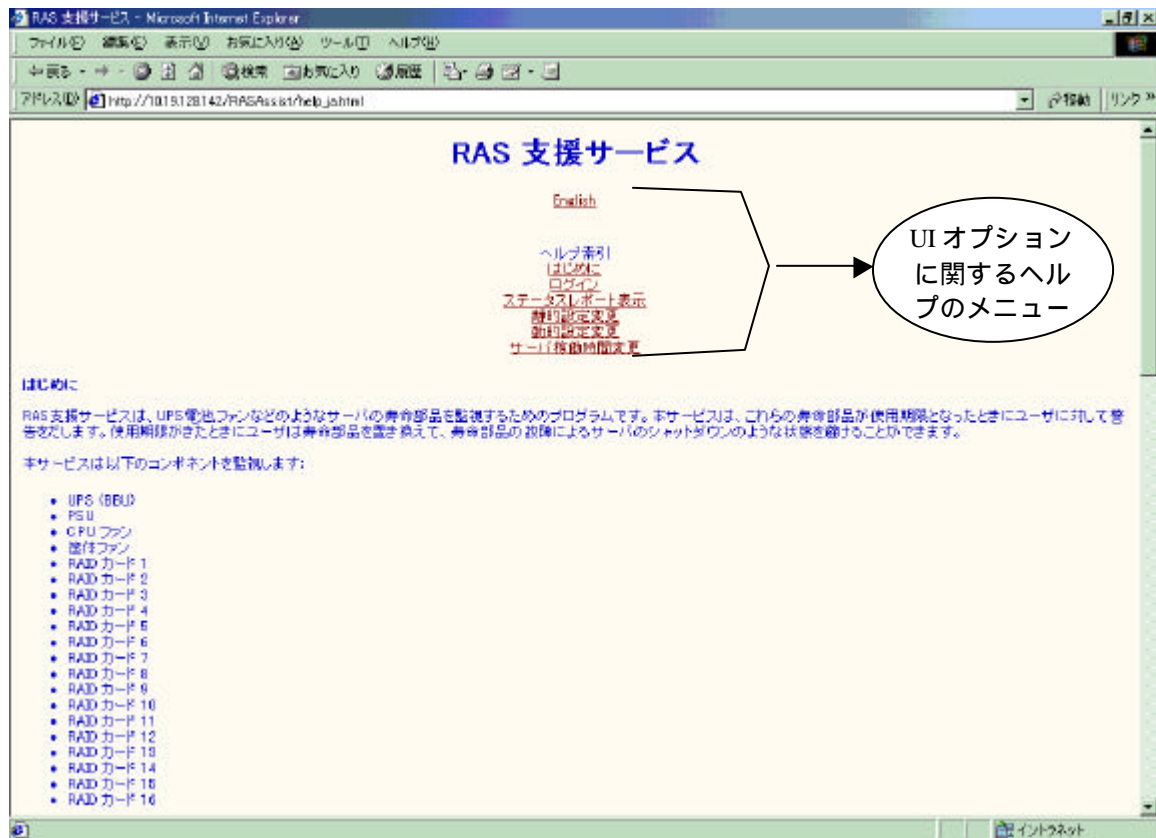 RAS 支援サービス - Microsoft Internet Explorer
ファイル(F) 編集(E) 表示(V) お気に入り(A) ツール(T) ヘルプ(H)
戻る 検索 お気に入り 履歴
アドレス(D) http://10.19.128.142/RASAssist/help_ja.html 移動 リンク »
RAS 支援サービス
English
ヘルプ索引
はじめに
ログイン
ステータスレポート表示
静的設定変更
動的設定変更
サーバ稼働時間変更
UI オプション
に関するヘル
プのメニュー
はじめに
RAS 支援サービスは、UPS電池、ファンなどのようなサーバの寿命部品を監視するためのプログラムです。本サービスは、これらの寿命部品が使用期限となったときにユーザに対して警
告をだします。使用期限がきたときにユーザは寿命部品を置き換えて、寿命部品の故障によるサーバのシャットダウンのような状態を避けることができます。
本サービスは以下のコンポネントを監視します:
• UPS (BBU)
• PSU
• CPU ファン
• 筐体ファン
• RAID カード 1
• RAID カード 2
• RAID カード 3
• RAID カード 4
• RAID カード 5
• RAID カード 6
• RAID カード 7
• RAID カード 8
• RAID カード 9
• RAID カード 10
• RAID カード 11
• RAID カード 12
• RAID カード 13
• RAID カード 14
• RAID カード 15
• RAID カード 16
イントラネット